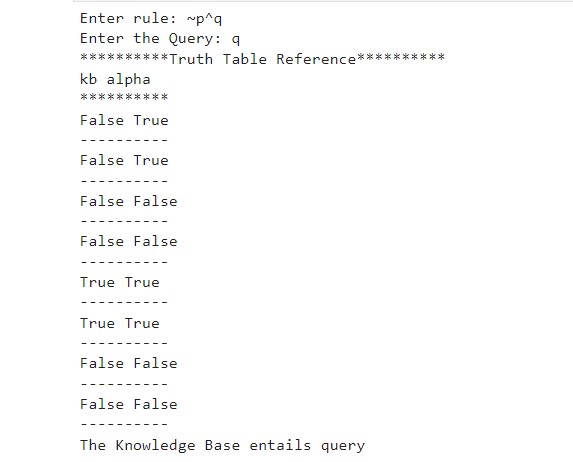 Enter rule: ~p^q
Enter the Query: q
**********Truth Table Reference**********
kb alpha
**********
False True
----------
False True
----------
False False
----------
False False
----------
True True
----------
True True
----------
False False
----------
False False
----------
The Knowledge Base entails query